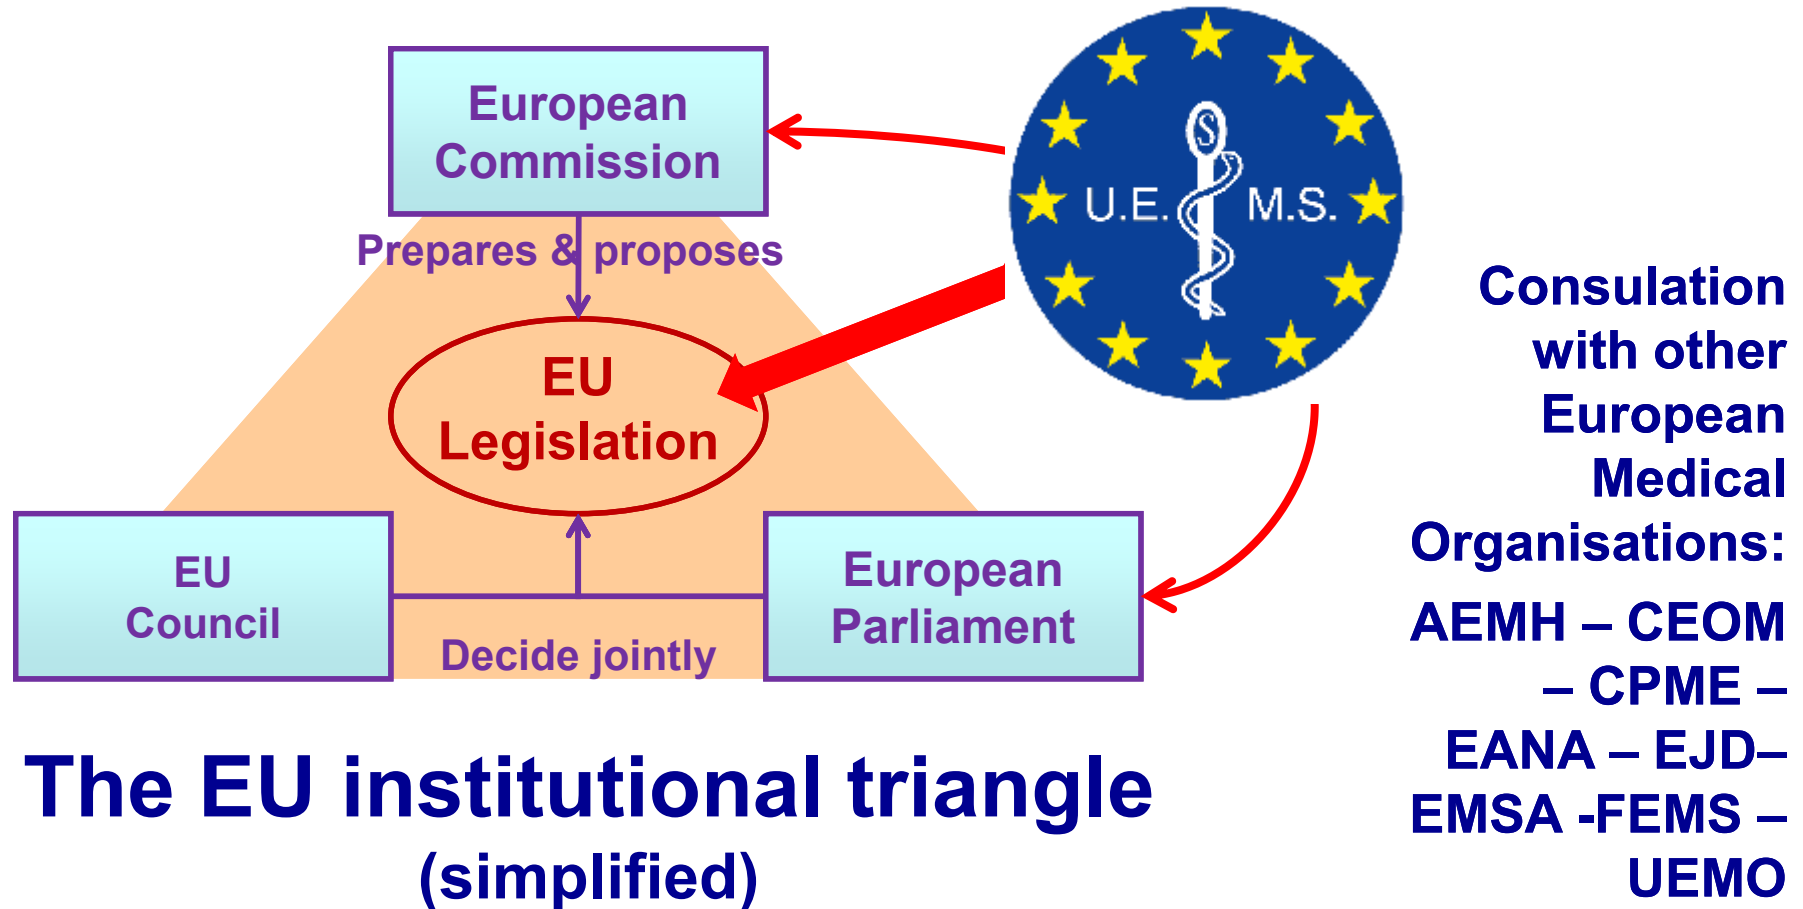 European
Commission
Prepares & proposes
EU
Legislation
EU
Council
European
Parliament
Decide jointly
The EU institutional triangle
(simplified)
S
U.E. M.S.
Consulation
with other
European
Medical
Organisations:
AEMH – CEOM
– CPME –
EANA – EJD–
EMSA -FEMS –
UEMO